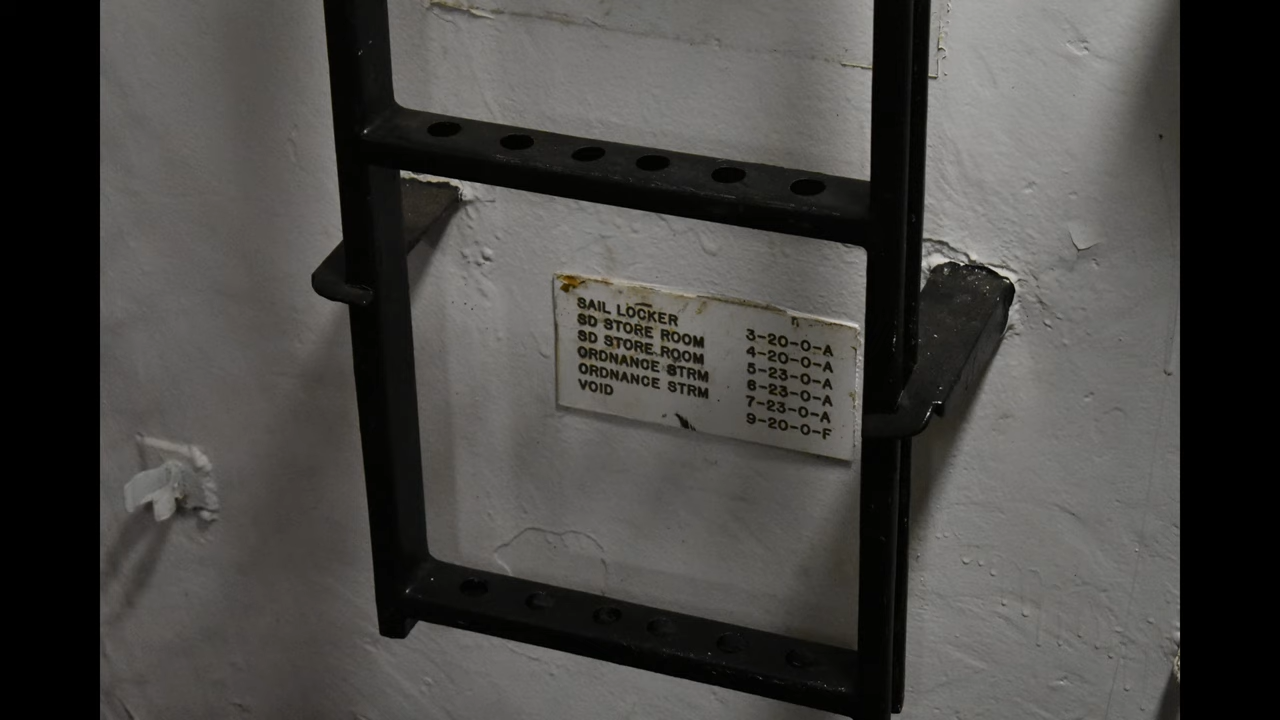 SAIL LOCKER 3-20-0-A
SD STORE ROOM 4-20-0-A
SD STORE ROOM 5-23-0-A
ORDNANCE STRM 6-23-0-A
ORDNANCE STRM 7-23-0-A
VOID 9-20-0-F